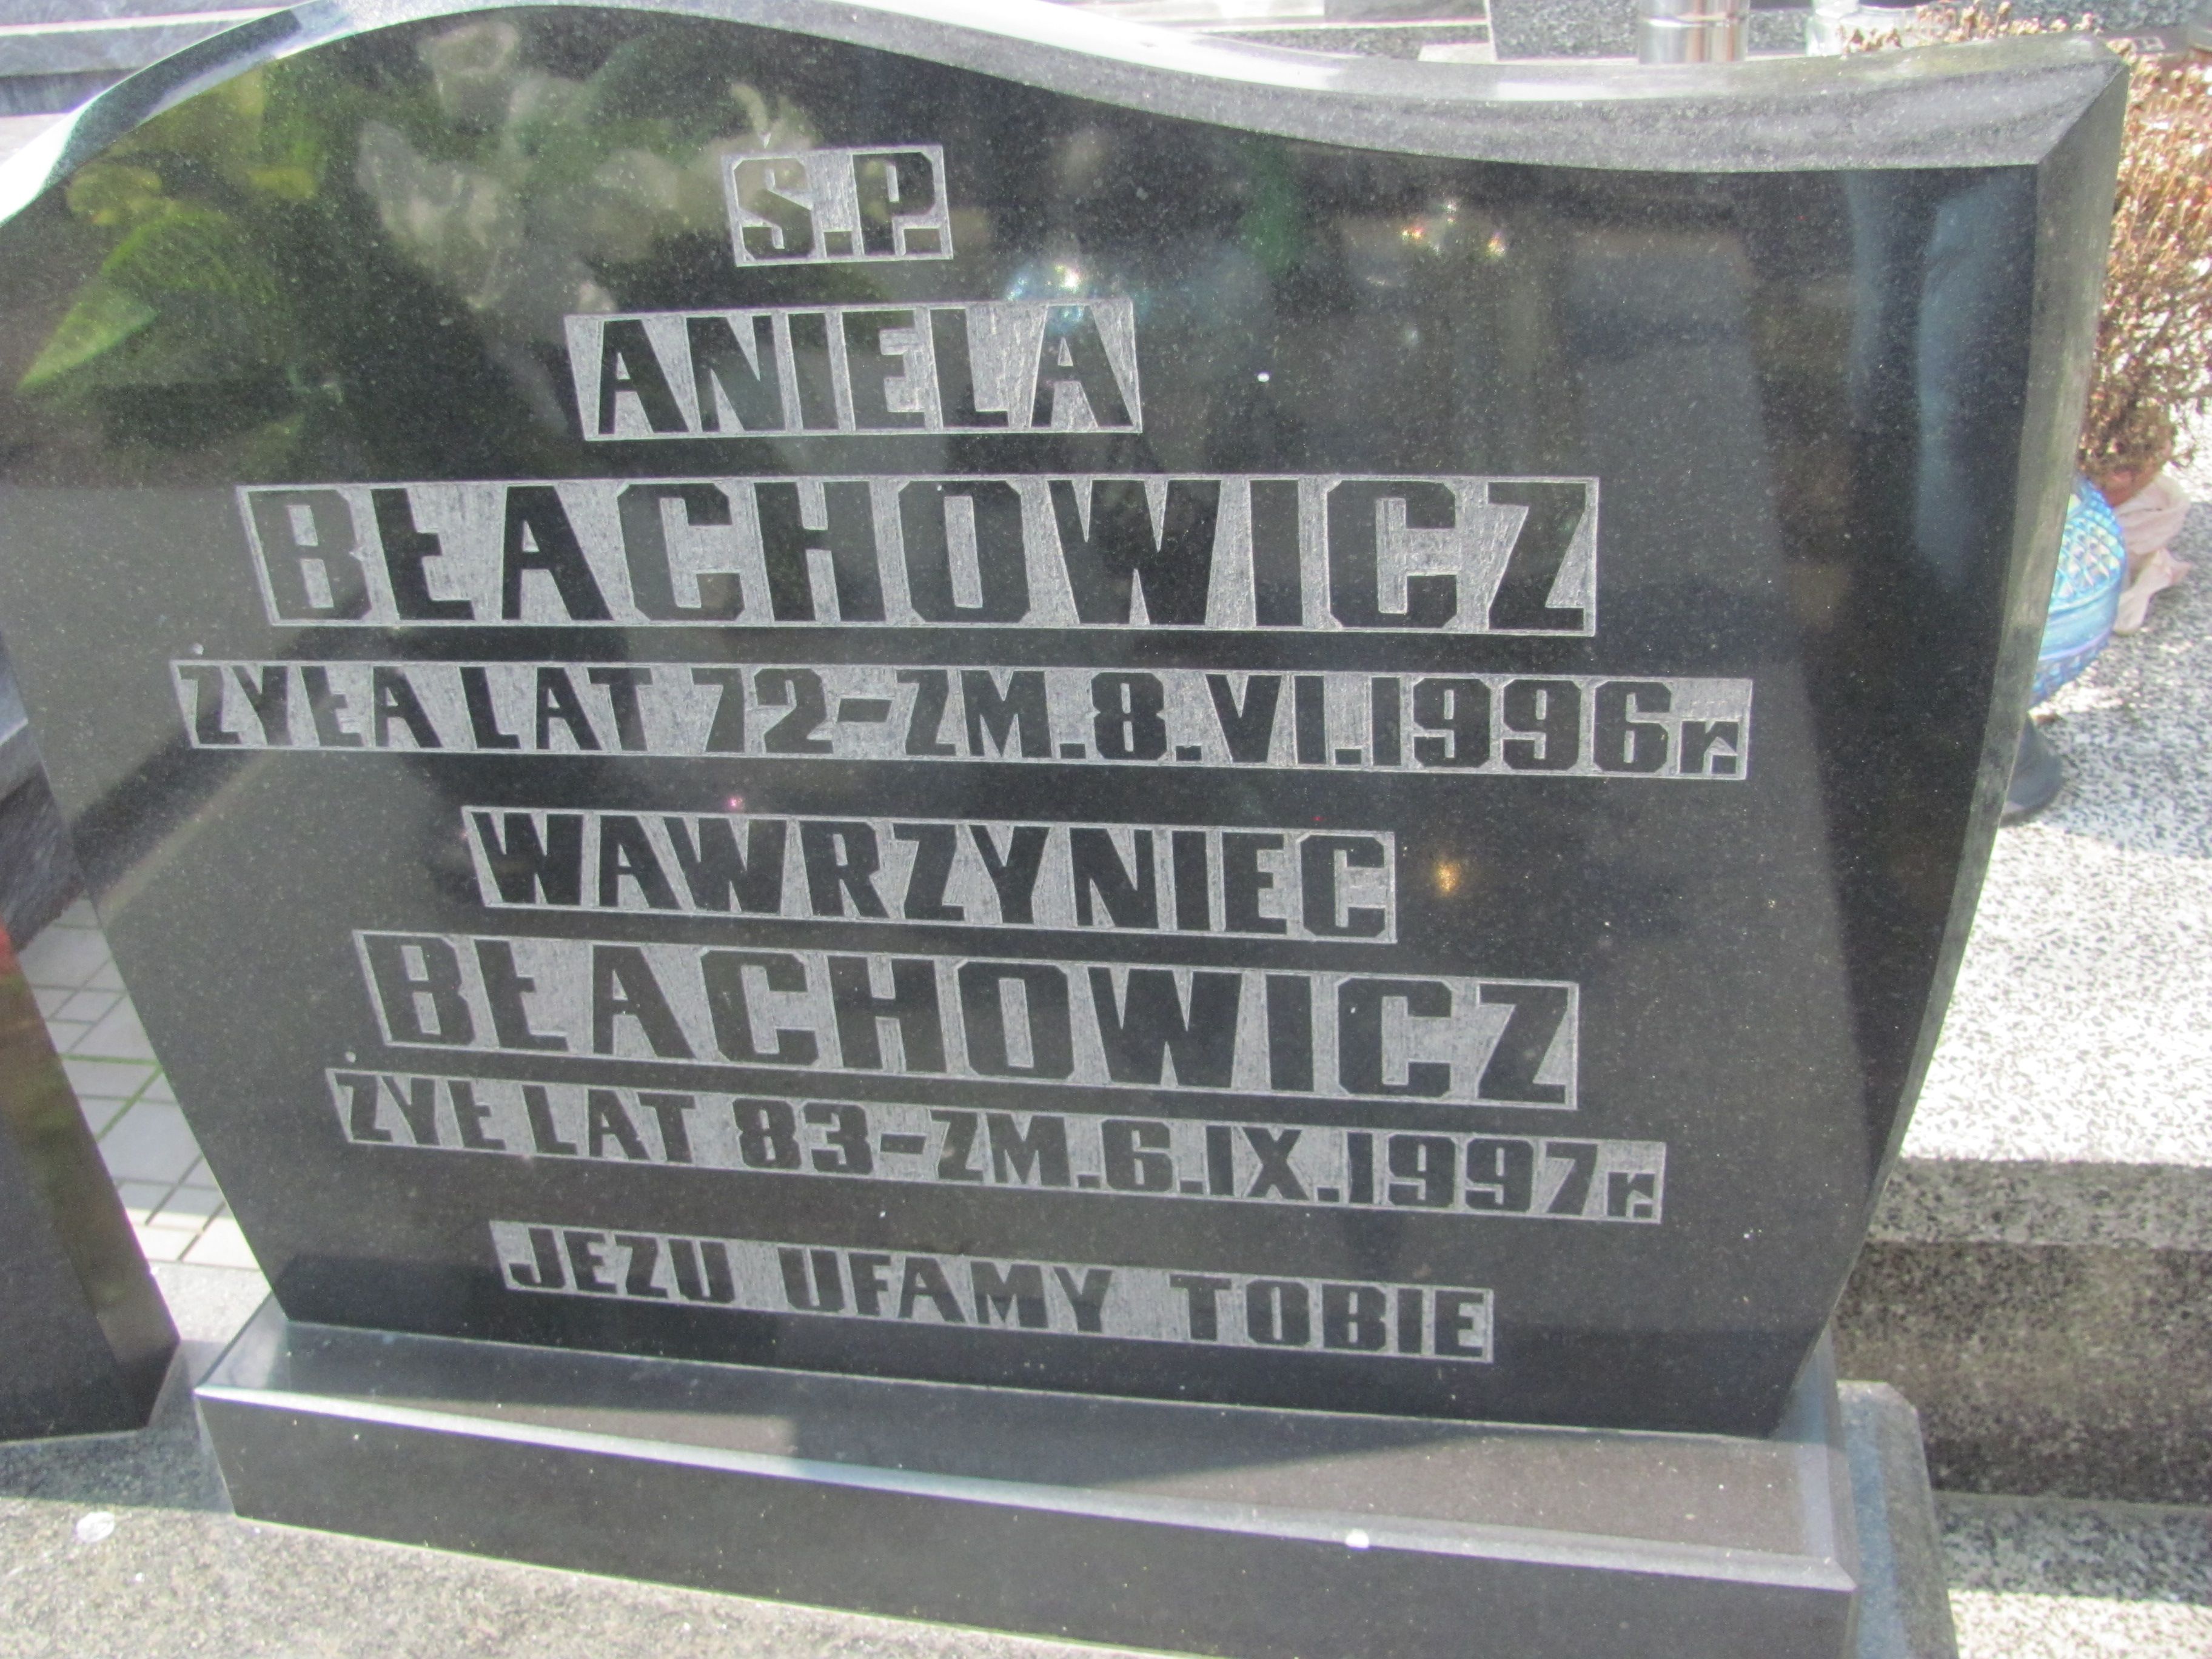 Ś.P.
ANIELA
BŁACHOWICZ
ŻYŁA LAT 72-ZM.8.VI.1996r.
WAWRZYNIEC
BŁACHOWICZ
ŻYŁ LAT 83-ZM.6.IX.1997r.
JEZU UFAMY TOBIE